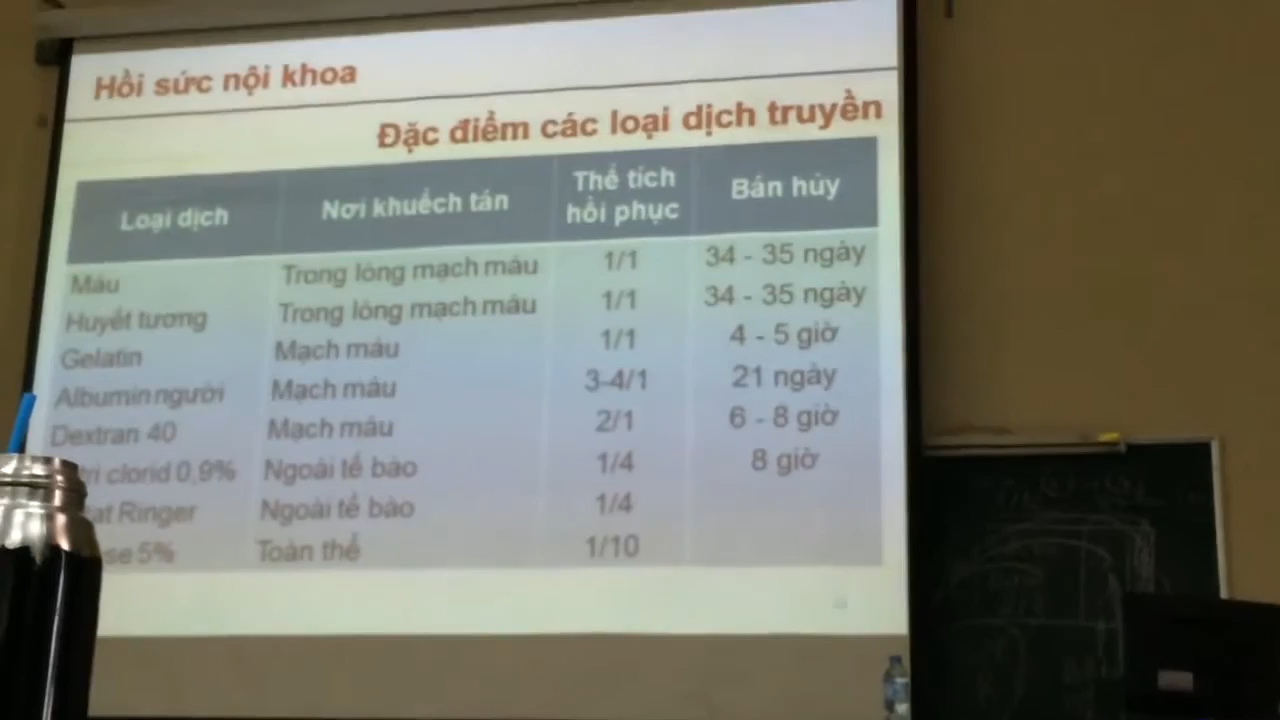 Hồi sức nội khoa
Đặc điểm các loại dịch truyền
Loại dịch Nơi khuếch tán Thể tích hồi phục Bán hủy
Máu Trong lòng mạch máu 1/1 34 - 35 ngày
Huyết tương Trong lòng mạch máu 1/1 34 - 35 ngày
Gelatin Mạch máu 1/1 4 - 5 giờ
Albumin người Mạch máu 3-4/1 21 ngày
Dextran 40 Mạch máu 2/1 6 - 8 giờ
clorid 0,9% Ngoài tế bào 1/4 8 giờ
Ringer Ngoài tế bào 1/4
5% Toàn thể 1/10